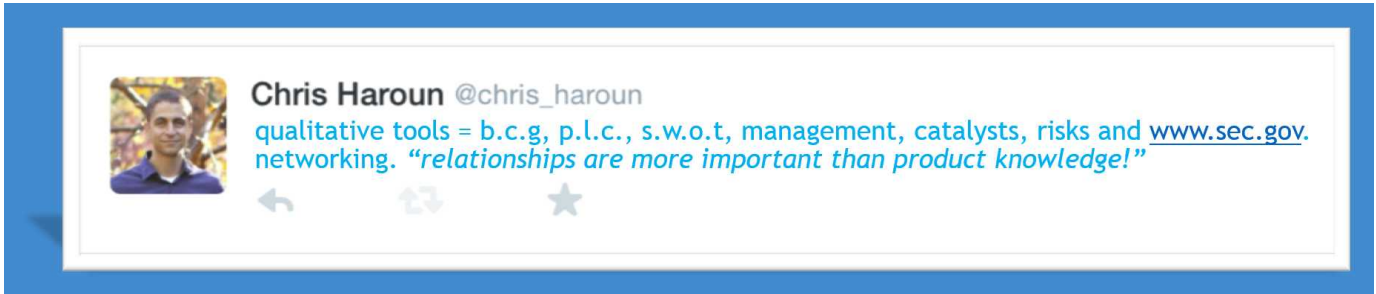 Chris Haroun @chris_haroun
qualitative tools = b.c.g, p.l.c., s.w.o.t, management, catalysts, risks and www.sec.gov.
networking. “relationships are more important than product knowledge!”